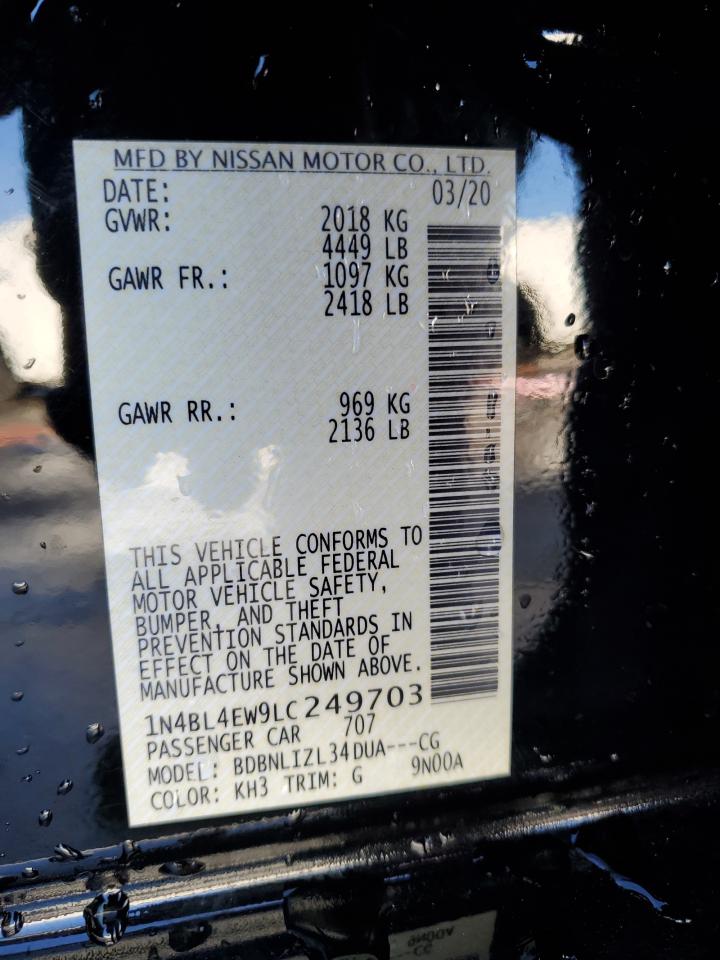 MFD BY NISSAN MOTOR CO., LTD.
DATE: 03/20
GVWR: 2018 KG
4449 LB
GAWR FR.: 1097 KG
2418 LB
GAWR RR.: 969 KG
2136 LB
THIS VEHICLE CONFORMS TO
ALL APPLICABLE FEDERAL
MOTOR VEHICLE SAFETY,
BUMPER, AND THEFT
PREVENTION STANDARDS IN
EFFECT ON THE DATE OF
MANUFACTURE SHOWN ABOVE.
1N4BL4EW9LC249703
PASSENGER CAR 707
MODEL: BDBNLIZL34DUA---CG
COLOR: KH3 TRIM: G 9N00A